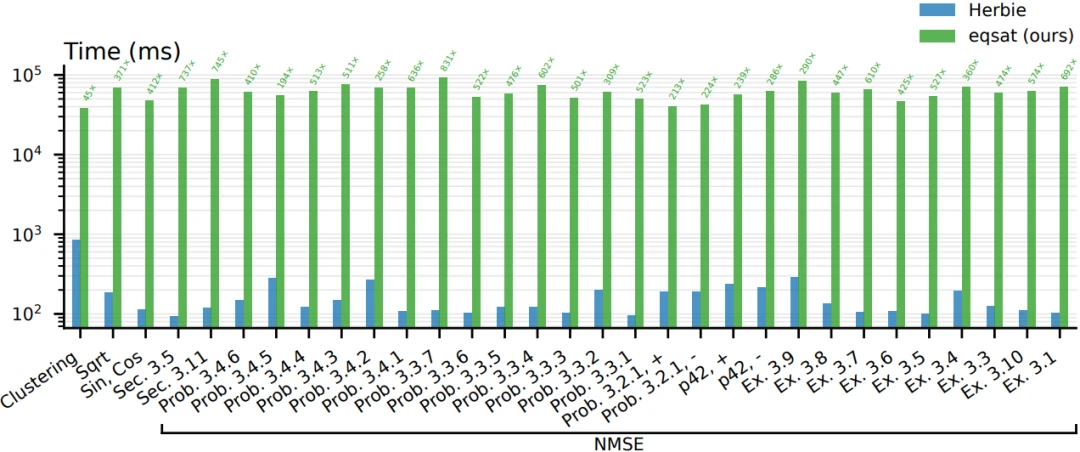 Herbie
eqsat (ours)
Time (ms)
45× 371× 412× 737× 745× 410× 194× 513× 511× 256× 636× 831× 522× 476× 602× 501× 309× 523× 213× 224× 239× 286× 290× 447× 610× 425× 527× 360× 474× 574× 692×
10⁵
10⁴
10³
10²
Clustering
Sqrt
Sin, Cos
Sec. 3.5
Sec. 3.11
Prob. 3.4.6
Prob. 3.4.5
Prob. 3.4.4
Prob. 3.4.3
Prob. 3.4.2
Prob. 3.4.1
Prob. 3.3.7
Prob. 3.3.6
Prob. 3.3.5
Prob. 3.3.4
Prob. 3.3.3
Prob. 3.3.2
Prob. 3.3.1
Prob. 3.2.1, +
Prob. 3.2.1, -
p42, +
p42, -
Ex. 3.9
Ex. 3.8
Ex. 3.7
Ex. 3.6
Ex. 3.5
Ex. 3.4
Ex. 3.3
Ex. 3.10
Ex. 3.1
NMSE